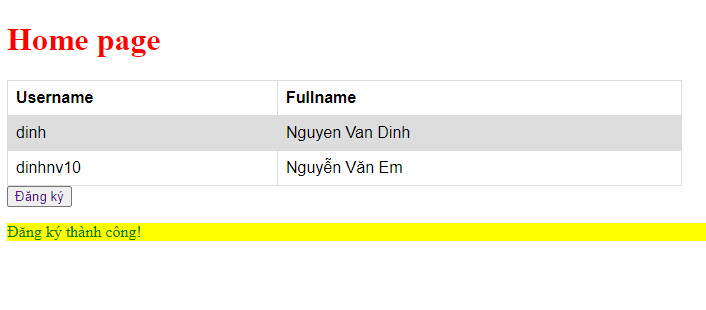 Home page
Username Fullname
dinh Nguyen Van Dinh
dinhnv10 Nguyễn Văn Em
Đăng ký
Đăng ký thành công!